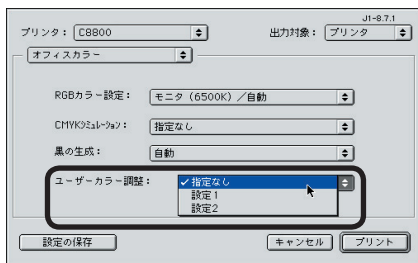 J1-8.7.1
プリンタ： C8800 出力対象： プリンタ
オフィスカラー
RGBカラー設定： モニタ（6500K）／自動
CMYKｼﾐｭﾚｰｼｮﾝ： 指定なし
黒の生成： 自動
ユーザーカラー調整： ✓指定なし
設定1
設定2
設定の保存 キャンセル プリント